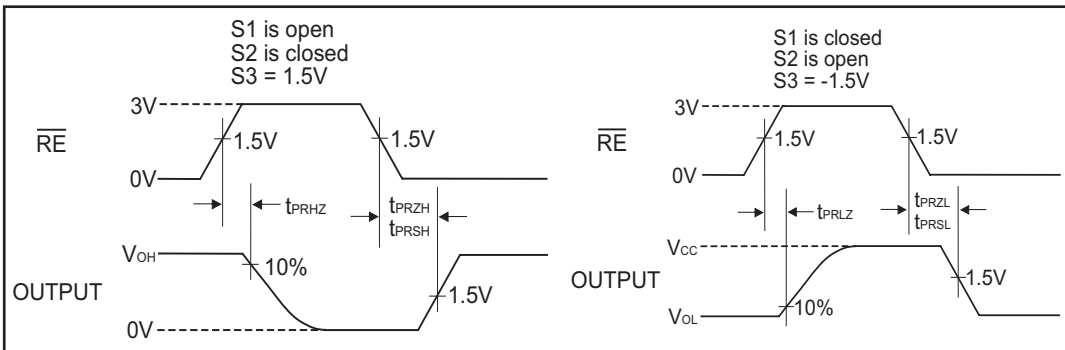 S1 is open
S2 is closed
S3 = 1.5V
3V
RE
1.5V
1.5V
0V
tPRHZ
tPRZH
tPRSH
VOH
10%
OUTPUT
1.5V
0V
S1 is closed
S2 is open
S3 = -1.5V
3V
RE
1.5V
1.5V
0V
tPRLZ
tPRZL
tPRSL
VCC
OUTPUT
1.5V
10%
VOL